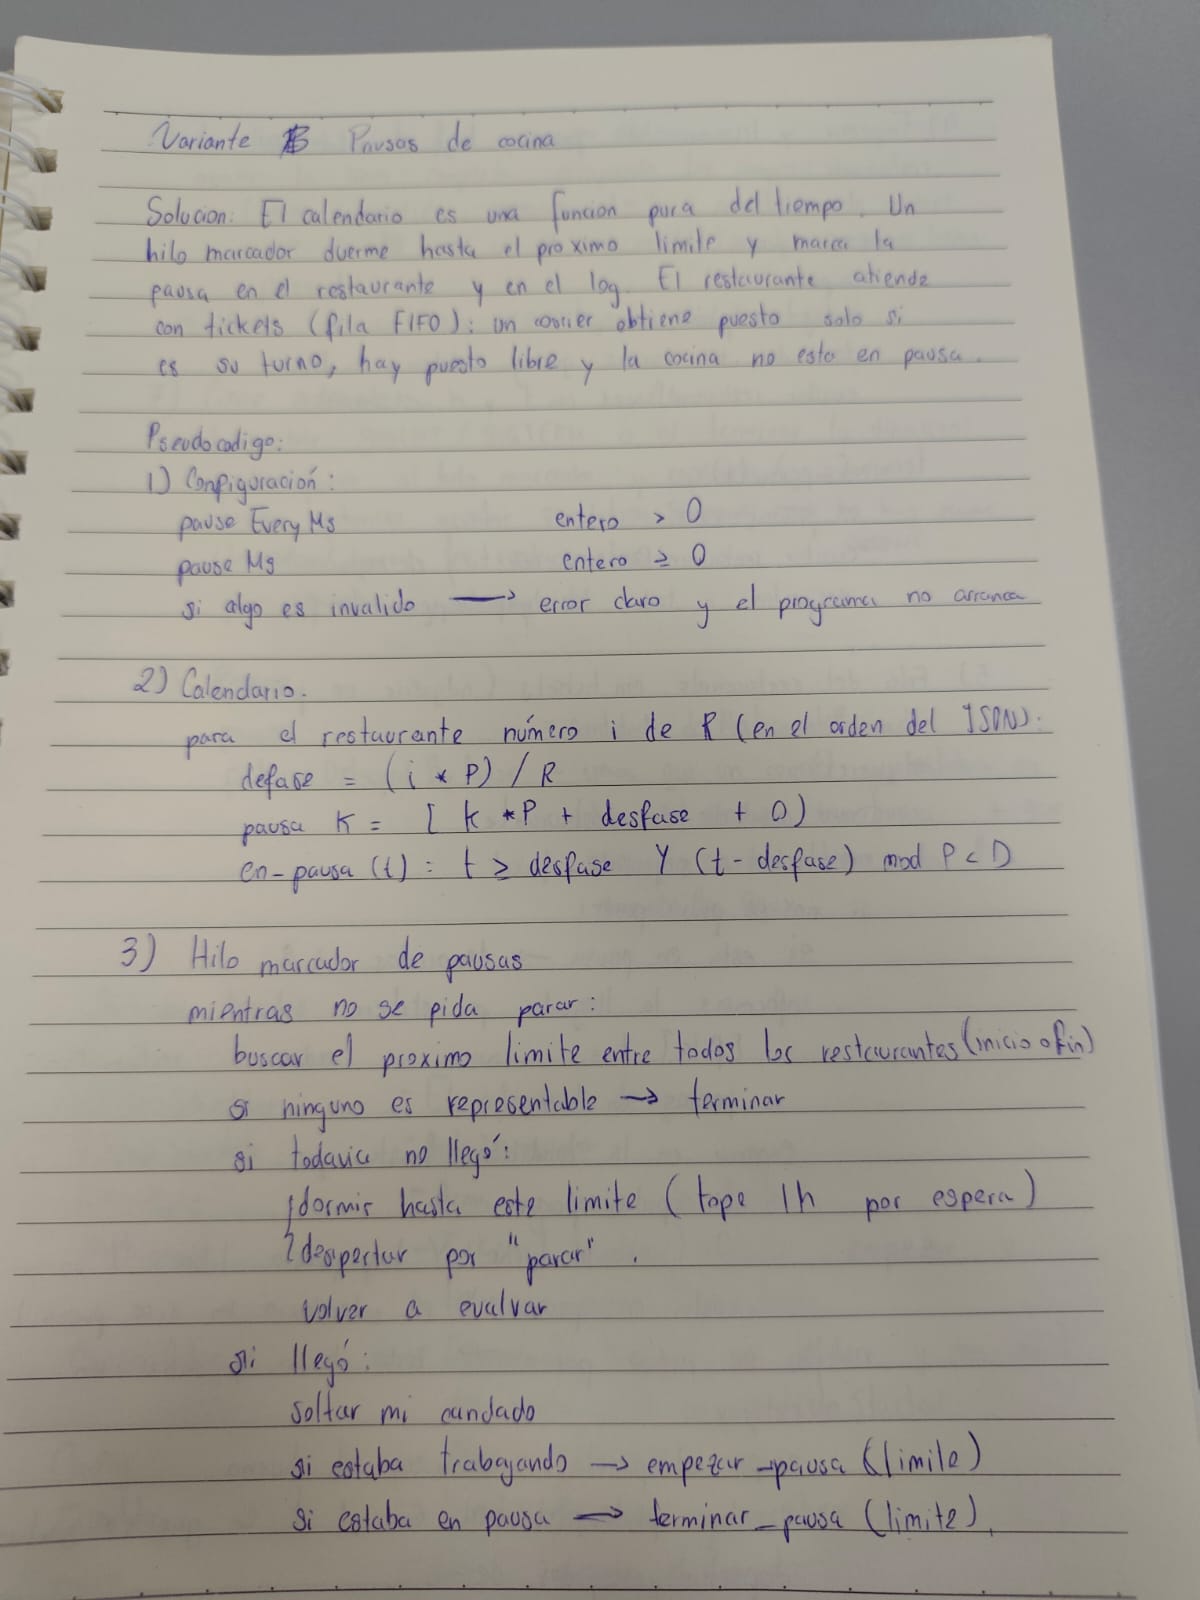 Variante B Pausas de cocina
Solucion: El calendario es una funcion pura del tiempo. Un
hilo marcador duerme hasta el proximo limite y marca la
pausa en el restaurante y en el log. El restaurante atiende
con tickets (fila FIFO): un courier obtiene puesto solo si
es su turno, hay puesto libre y la cocina no esta en pausa.
Pseudocodigo:
1) Configuración:
pause Every Ms entero > 0
pause Ms entero ≥ 0
si algo es invalido → error claro y el programa no arranca
2) Calendario.
para el restaurante número i de R (en el orden del JSON):
defase = (i * P) / R
pausa K = [ k * P + desfase + D)
en-pausa (t) : t ≥ desfase Y (t - desfase) mod P < D
3) Hilo marcador de pausas
mientras no se pida parar:
buscar el proximo limite entre todos los restaurantes (inicio o fin)
si ninguno es representable → terminar
si todavia no llegó:
dormir hasta este limite (tope 1h por espera)
despertar por "parar".
volver a evaluar
si llegó:
soltar mi candado
si estaba trabajando → empezar_pausa (limite)
si estaba en pausa → terminar_pausa (limite).